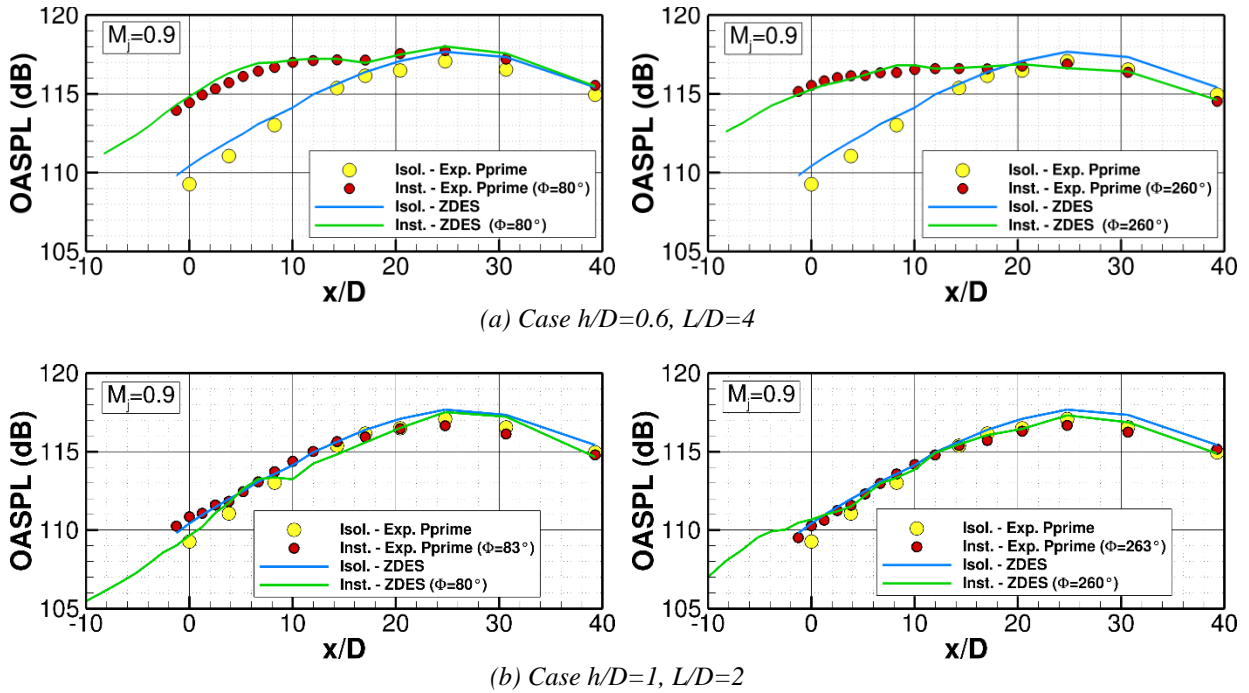 120
M_j=0.9
115
110
105
OASPL (dB)
Isol. - Exp. Pprime
Inst. - Exp. Pprime (Φ=80°)
Isol. - ZDES
Inst. - ZDES (Φ=80°)
-10 0 10 20 30 40
x/D
120
M_j=0.9
115
110
105
OASPL (dB)
Isol. - Exp. Pprime
Inst. - Exp. Pprime (Φ=260°)
Isol. - ZDES
Inst. - ZDES (Φ=260°)
-10 0 10 20 30 40
x/D
(a) Case h/D=0.6, L/D=4
120
M_j=0.9
115
110
105
OASPL (dB)
Isol. - Exp. Pprime
Inst. - Exp. Pprime (Φ=83°)
Isol. - ZDES
Inst. - ZDES (Φ=80°)
-10 0 10 20 30 40
x/D
120
M_j=0.9
115
110
105
OASPL (dB)
Isol. - Exp. Pprime
Inst. - Exp. Pprime (Φ=263°)
Isol. - ZDES
Inst. - ZDES (Φ=260°)
-10 0 10 20 30 40
x/D
(b) Case h/D=1, L/D=2